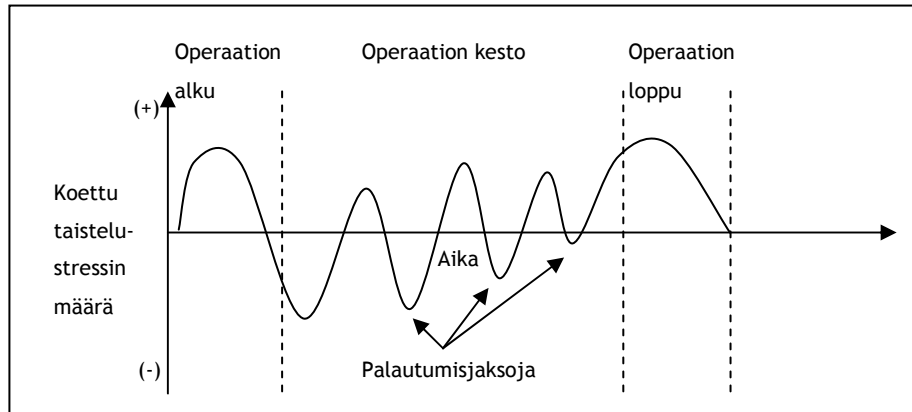 Operaation
alku
Operaation kesto
Operaation
loppu
(+)
Koettu
taistelu-
stressin
määrä
Aika
(-)
Palautumisjaksoja